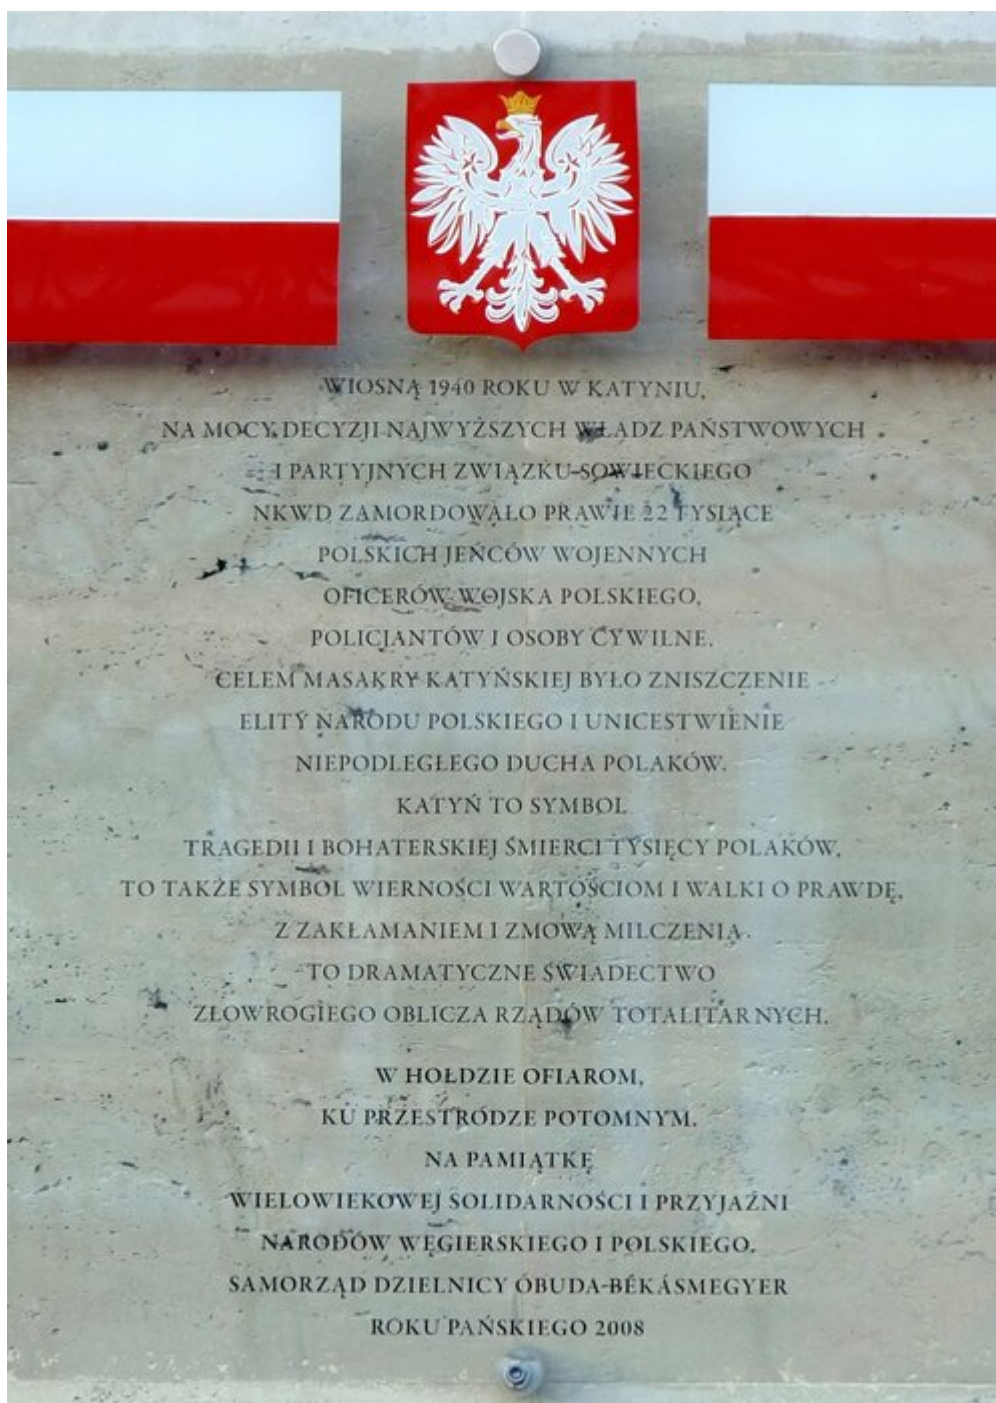 WIOSNĄ 1940 ROKU W KATYNIU,
NA MOCY DECYZJI NAJWYŻSZYCH WŁADZ PAŃSTWOWYCH
I PARTYJNYCH ZWIĄZKU SOWIECKIEGO
NKWD ZAMORDOWAŁO PRAWIE 22 TYSIĄCE
POLSKICH JEŃCÓW WOJENNYCH
OFICERÓW WOJSKA POLSKIEGO,
POLICJANTÓW I OSOBY CYWILNE.
CELEM MASAKRY KATYŃSKIEJ BYŁO ZNISZCZENIE
ELITY NARODU POLSKIEGO I UNICESTWIENIE
NIEPODLEGŁEGO DUCHA POLAKÓW.
KATYŃ TO SYMBOL
TRAGEDII I BOHATERSKIEJ ŚMIERCI TYSIĘCY POLAKÓW,
TO TAKŻE SYMBOL WIERNOŚCI WARTOŚCIOM I WALKI O PRAWDĘ,
Z ZAKŁAMANIEM I ZMOWĄ MILCZENIA.
TO DRAMATYCZNE ŚWIADECTWO
ZŁOWROGIEGO OBLICZA RZĄDÓW TOTALITARNYCH.
W HOŁDZIE OFIAROM,
KU PRZESTRODZE POTOMNYM.
NA PAMIĄTKĘ
WIELOWIEKOWEJ SOLIDARNOŚCI I PRZYJAŹNI
NARODÓW WĘGIERSKIEGO I POLSKIEGO.
SAMORZĄD DZIELNICY ÓBUDA-BÉKÁSMEGYER
ROKU PAŃSKIEGO 2008